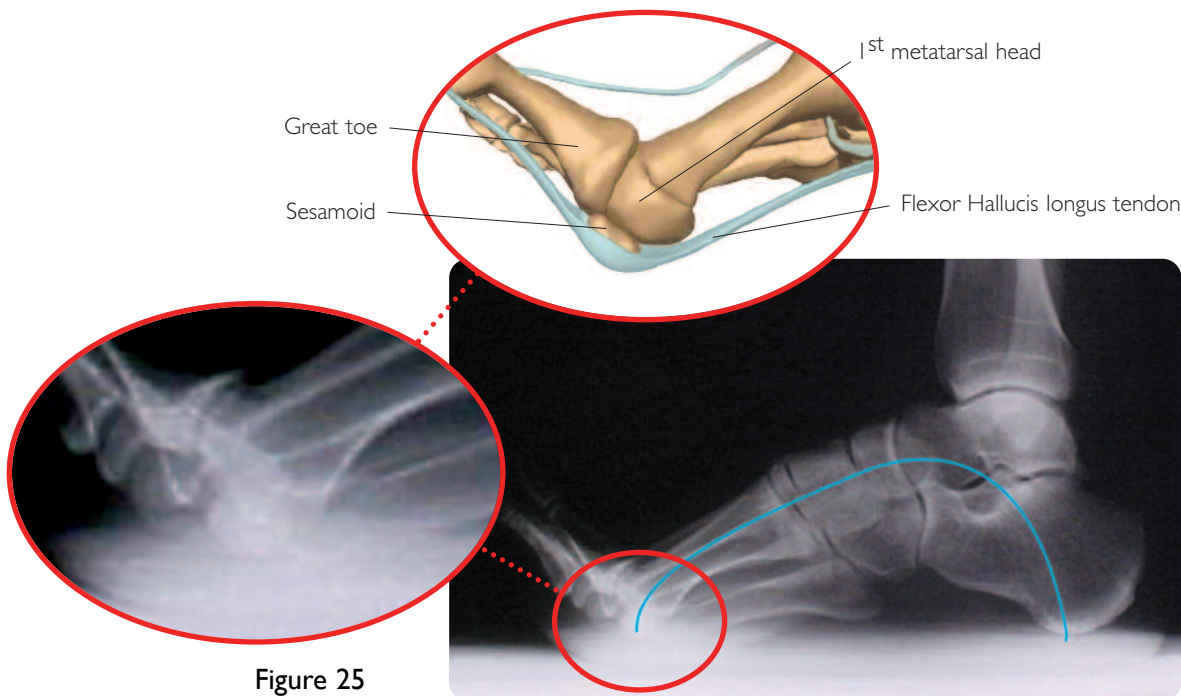 1st metatarsal head
Great toe
Sesamoid
Flexor Hallucis longus tendon
Figure 25